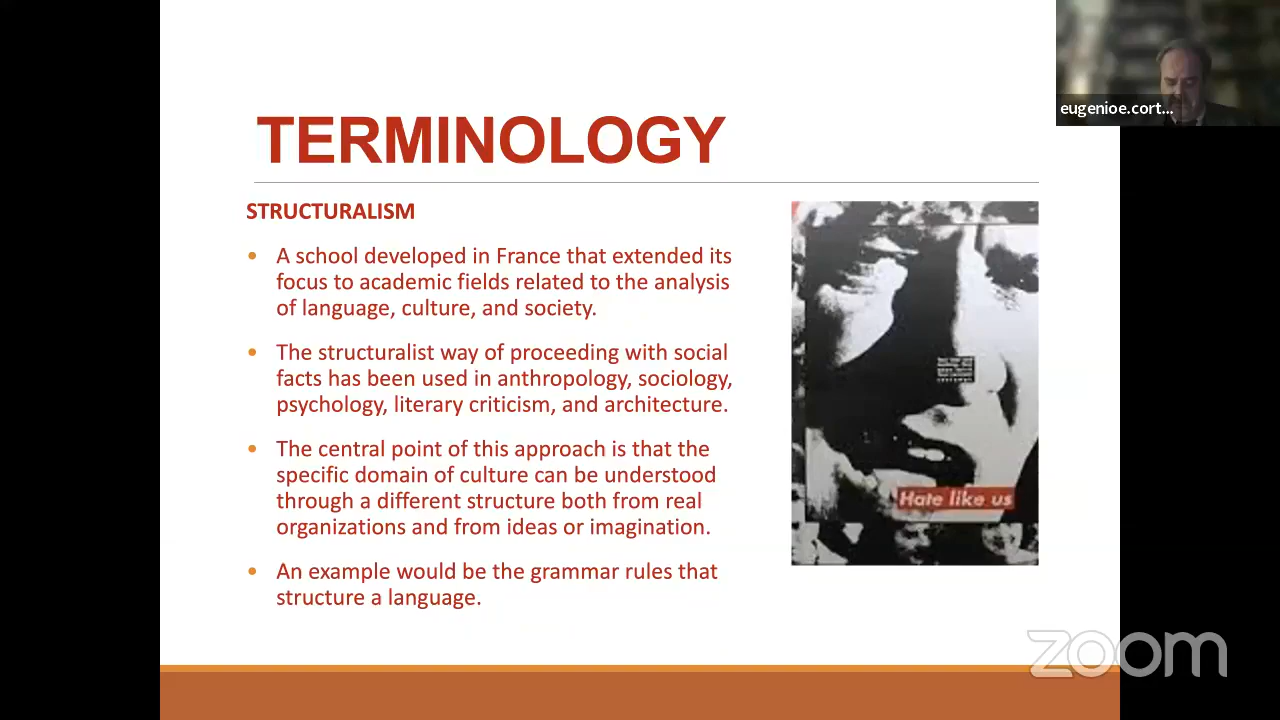 eugenioe.cort...
TERMINOLOGY
STRUCTURALISM
• A school developed in France that extended its
focus to academic fields related to the analysis
of language, culture, and society.
• The structuralist way of proceeding with social
facts has been used in anthropology, sociology,
psychology, literary criticism, and architecture.
• The central point of this approach is that the
specific domain of culture can be understood
through a different structure both from real
organizations and from ideas or imagination.
• An example would be the grammar rules that
structure a language.
Hate like us
zoom